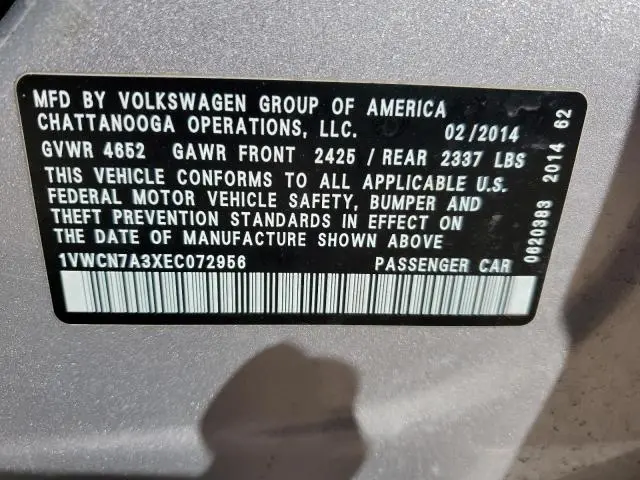 MFD BY VOLKSWAGEN GROUP OF AMERICA
CHATTANOOGA OPERATIONS, LLC. 02/2014
GVWR 4652 GAWR FRONT 2425 / REAR 2337 LBS
THIS VEHICLE CONFORMS TO ALL APPLICABLE U.S.
FEDERAL MOTOR VEHICLE SAFETY, BUMPER AND
THEFT PREVENTION STANDARDS IN EFFECT ON
THE DATE OF MANUFACTURE SHOWN ABOVE
1VWCN7A3XEC072956 PASSENGER CAR
0620383 2014 62